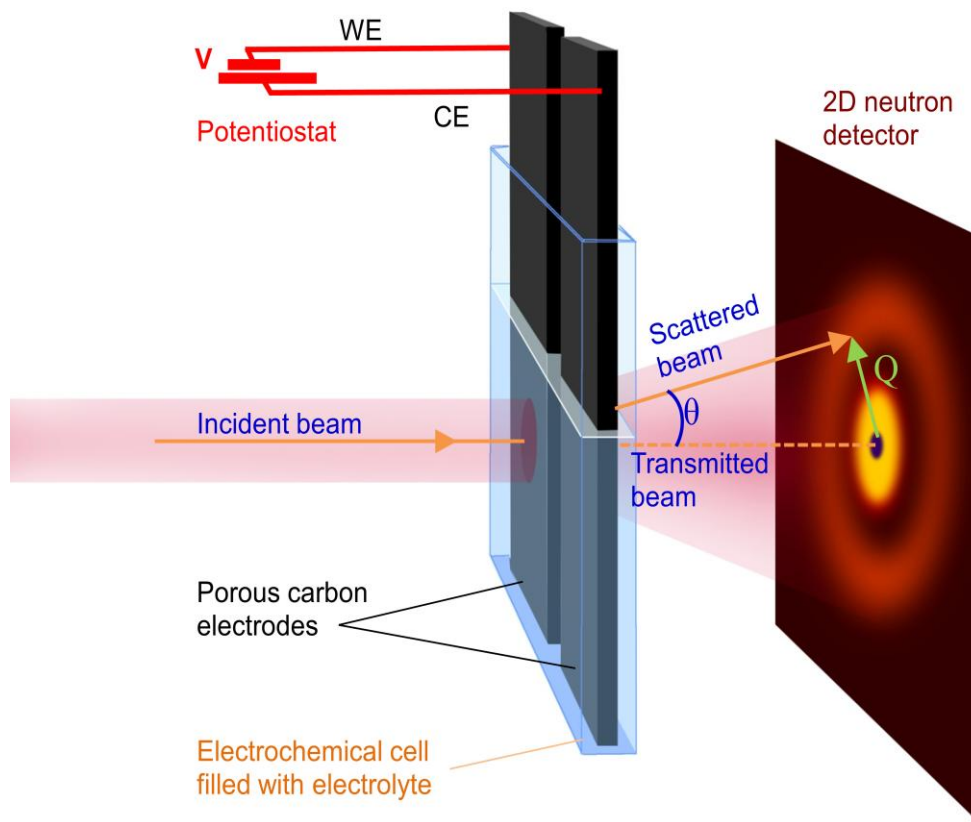 WE
V
CE
Potentiostat
2D neutron
detector
Scattered
beam
Q
θ
Incident beam
Transmitted
beam
Porous carbon
electrodes
Electrochemical cell
filled with electrolyte